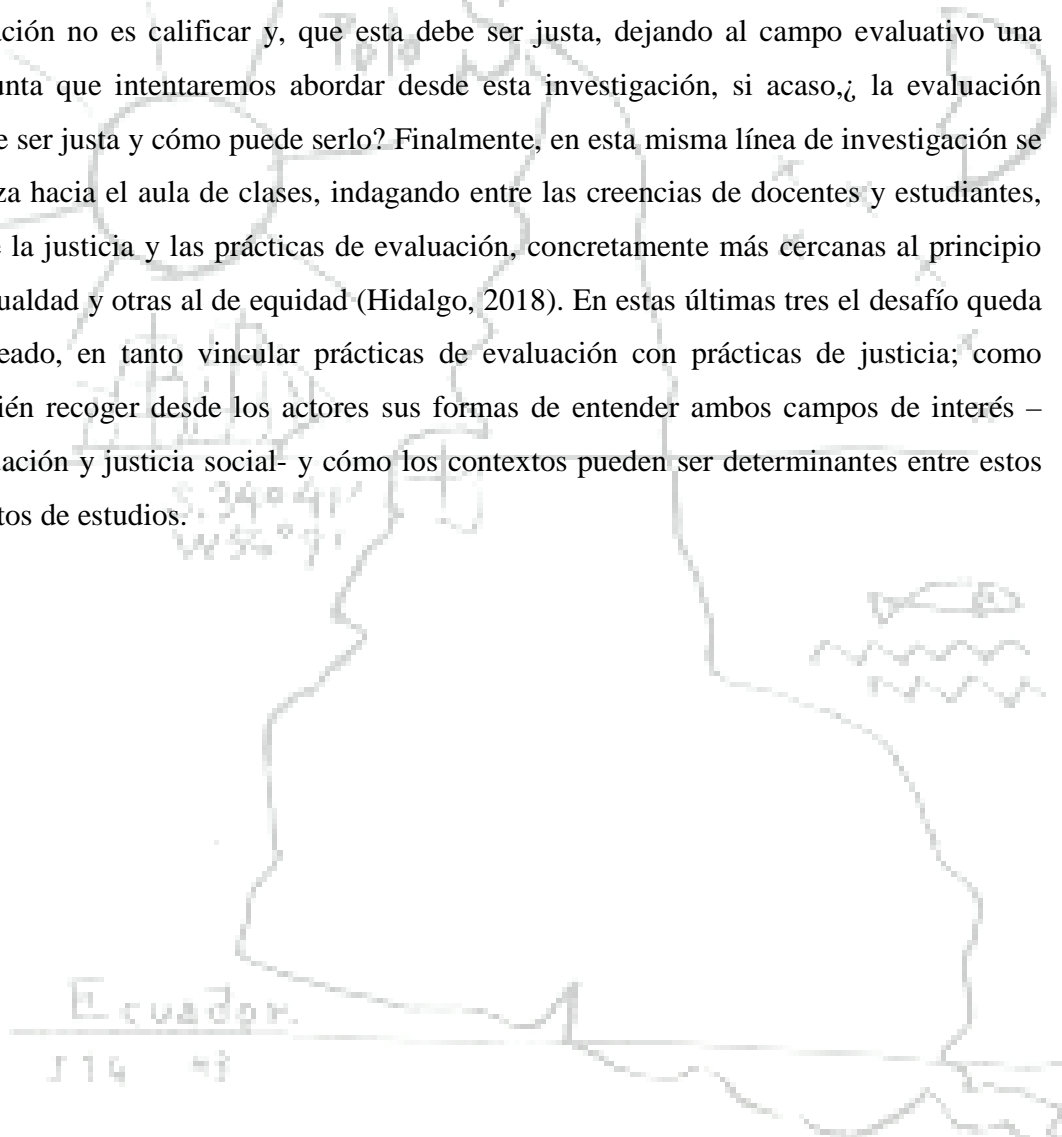 ación no es calificar y, que esta debe ser justa, dejando al campo evaluativo una
unta que intentaremos abordar desde esta investigación, si acaso,¿ la evaluación
e ser justa y cómo puede serlo? Finalmente, en esta misma línea de investigación se
za hacia el aula de clases, indagando entre las creencias de docentes y estudiantes,
e la justicia y las prácticas de evaluación, concretamente más cercanas al principio
ualdad y otras al de equidad (Hidalgo, 2018). En estas últimas tres el desafío queda
eado, en tanto vincular prácticas de evaluación con prácticas de justicia; como
ién recoger desde los actores sus formas de entender ambos campos de interés –
uación y justicia social- y cómo los contextos pueden ser determinantes entre estos
tos de estudios.
Polo
Ecuador.